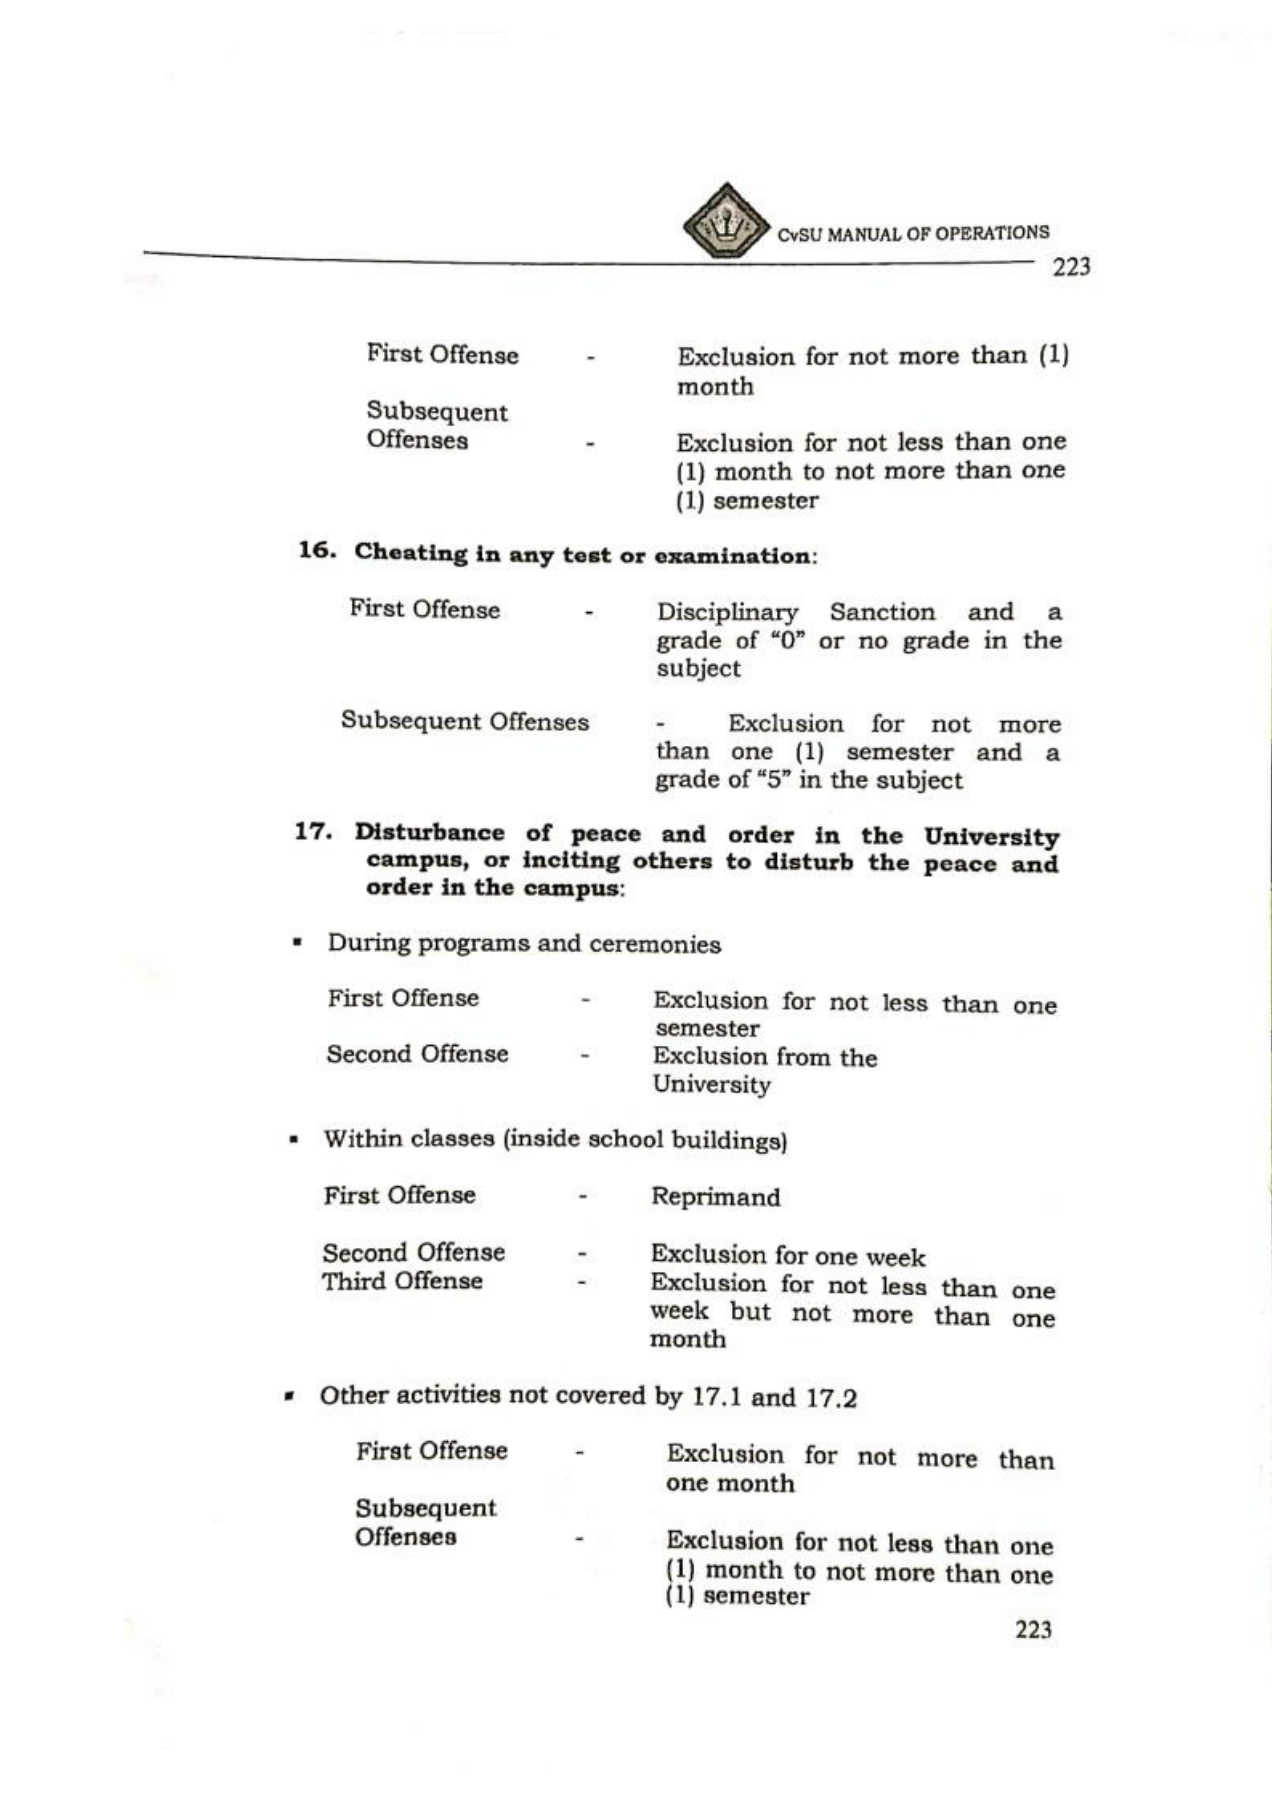 CvSU MANUAL OF OPERATIONS
223
First Offense - Exclusion for not more than (1)
month
Subsequent
Offenses - Exclusion for not less than one
(1) month to not more than one
(1) semester
16. Cheating in any test or examination:
First Offense - Disciplinary Sanction and a
grade of “0” or no grade in the
subject
Subsequent Offenses - Exclusion for not more
than one (1) semester and a
grade of “5” in the subject
17. Disturbance of peace and order in the University
campus, or inciting others to disturb the peace and
order in the campus:
▪ During programs and ceremonies
First Offense - Exclusion for not less than one
semester
Second Offense - Exclusion from the
University
▪ Within classes (inside school buildings)
First Offense - Reprimand
Second Offense - Exclusion for one week
Third Offense - Exclusion for not less than one
week but not more than one
month
▪ Other activities not covered by 17.1 and 17.2
First Offense - Exclusion for not more than
one month
Subsequent
Offenses - Exclusion for not less than one
(1) month to not more than one
(1) semester
223